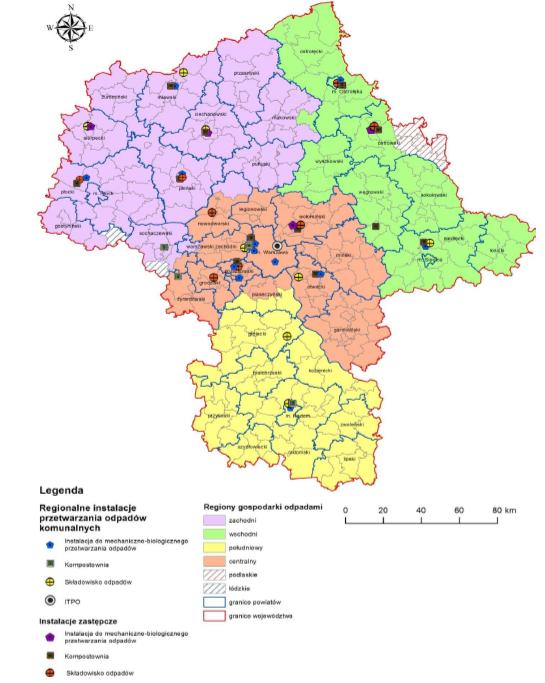 N
W E
S
ostrołęcki
przasnyski
m. Ostrołęka
żuromiński
mławski
ciechanowski
makowski
sierpecki
ostrowski
wyszkowski
pułtuski
płocki
m. Płock
płoński
węgrowski
sokołowski
legionowski
wołomiński
gostyniński
nowodworski
sochaczewski
warszawski zachodni
siedlecki
m. Siedlce
łosicki
m. Warszawa
miński
grodziski
otwocki
żyrardowski
piaseczyński
garwoliński
grójecki
białobrzeski
kozienicki
przysuski
m. Radom
zwoleński
szydłowiecki
radomski
lipski
Legenda
Regionalne instalacje
przetwarzania odpadów
komunalnych
Instalacja do mechaniczno-biologicznego
przetwarzania odpadów
Kompostownia
Składowisko odpadów
ITPO
Instalacje zastępcze
Instalacja do mechaniczno-biologicznego
przetwarzania odpadów
Kompostownia
Składowisko odpadów
Regiony gospodarki odpadami
zachodni
wschodni
południowy
centralny
podlaskie
łódzkie
granice powiatów
granice województwa
0 20 40 60 80 km